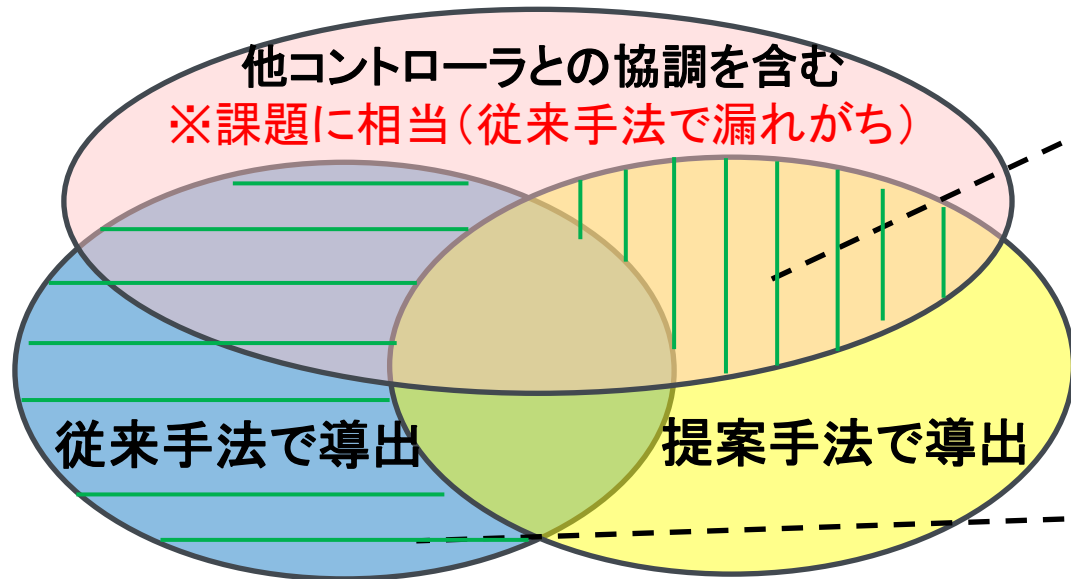 他コントローラとの協調を含む
※課題に相当（従来手法で漏れがち）
従来手法で導出
提案手法で導出